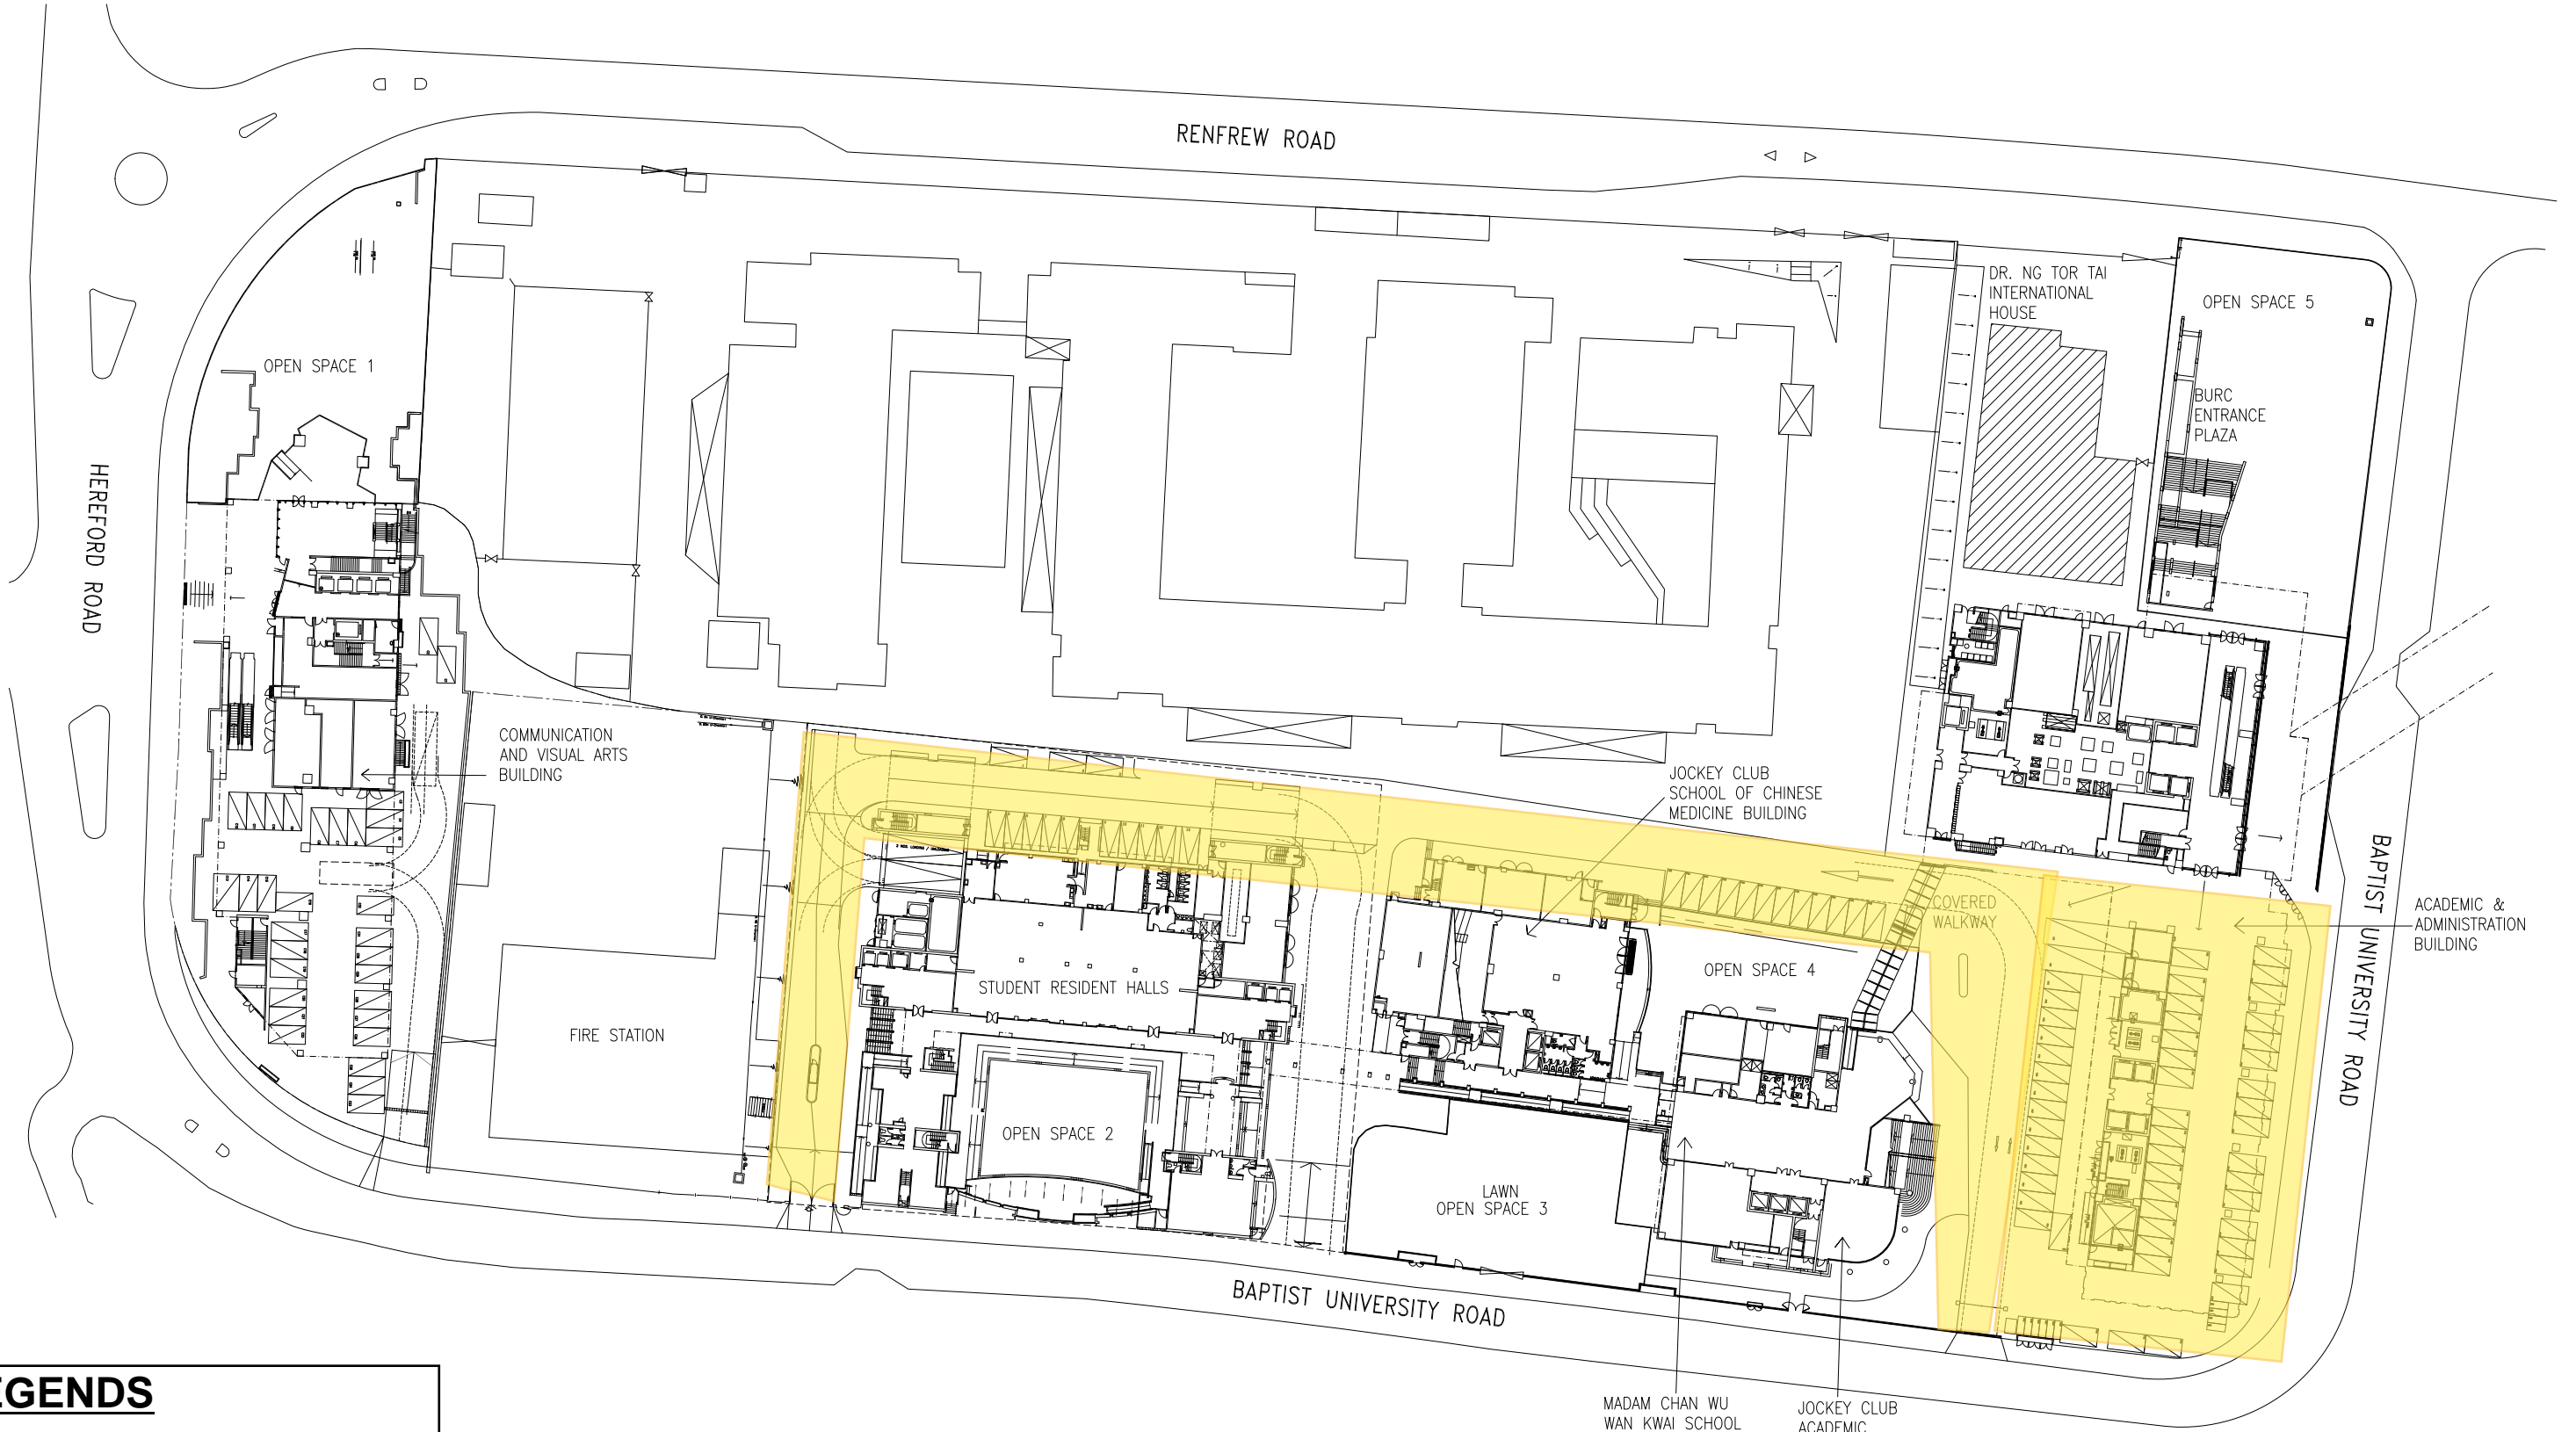 RENFREW ROAD
DR. NG TOR TAI
INTERNATIONAL
HOUSE
OPEN SPACE 5
OPEN SPACE 1
BURC
ENTRANCE
PLAZA
HEREFORD ROAD
COMMUNICATION
AND VISUAL ARTS
BUILDING
JOCKEY CLUB
SCHOOL OF CHINESE
MEDICINE BUILDING
COVERED
WALKWAY
ACADEMIC &
ADMINISTRATION
BUILDING
BAPTIST UNIVERSITY ROAD
OPEN SPACE 4
STUDENT RESIDENT HALLS
FIRE STATION
OPEN SPACE 2
LAWN
OPEN SPACE 3
BAPTIST UNIVERSITY ROAD
EGENDS
MADAM CHAN WU
WAN KWAI SCHOOL
JOCKEY CLUB
ACADEMIC